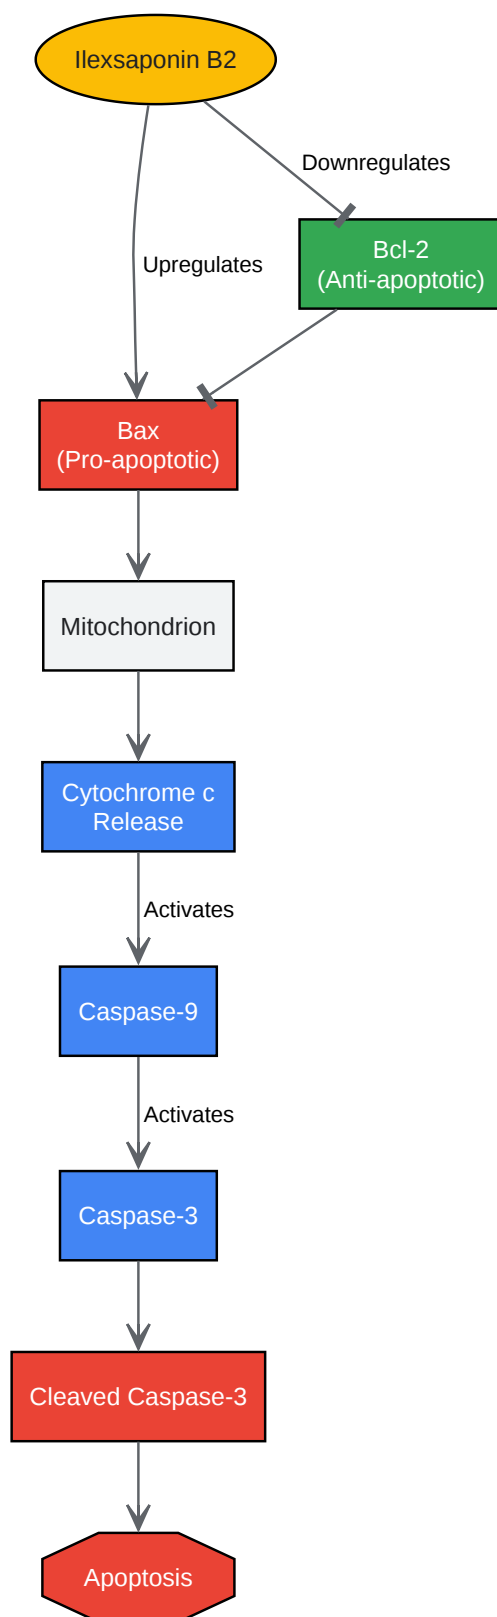 Ilexsaponin B2
Downregulates
Bcl-2
(Anti-apoptotic)
Upregulates
Bax
(Pro-apoptotic)
Mitochondrion
Cytochrome c
Release
Activates
Caspase-9
Activates
Caspase-3
Cleaved Caspase-3
Apoptosis